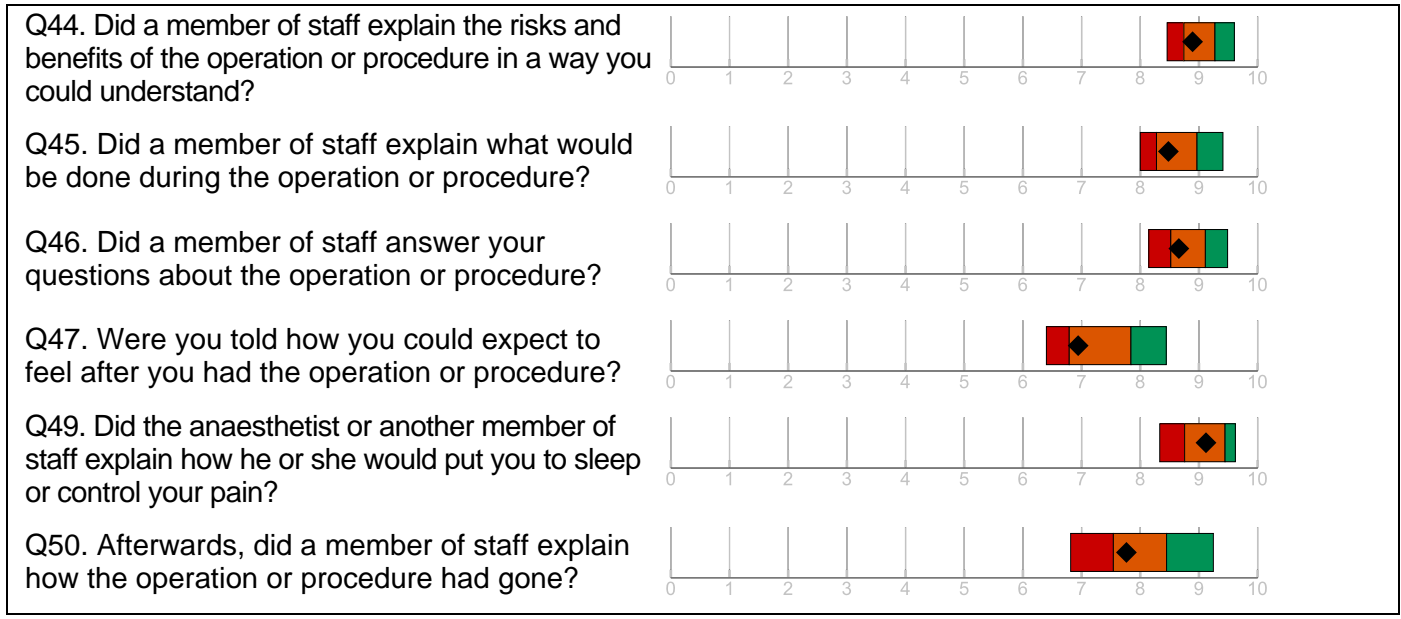 Q44. Did a member of staff explain the risks and
benefits of the operation or procedure in a way you
could understand?
0 1 2 3 4 5 6 7 8 9 10
Q45. Did a member of staff explain what would
be done during the operation or procedure?
0 1 2 3 4 5 6 7 8 9 10
Q46. Did a member of staff answer your
questions about the operation or procedure?
0 1 2 3 4 5 6 7 8 9 10
Q47. Were you told how you could expect to
feel after you had the operation or procedure?
0 1 2 3 4 5 6 7 8 9 10
Q49. Did the anaesthetist or another member of
staff explain how he or she would put you to sleep
or control your pain?
0 1 2 3 4 5 6 7 8 9 10
Q50. Afterwards, did a member of staff explain
how the operation or procedure had gone?
0 1 2 3 4 5 6 7 8 9 10